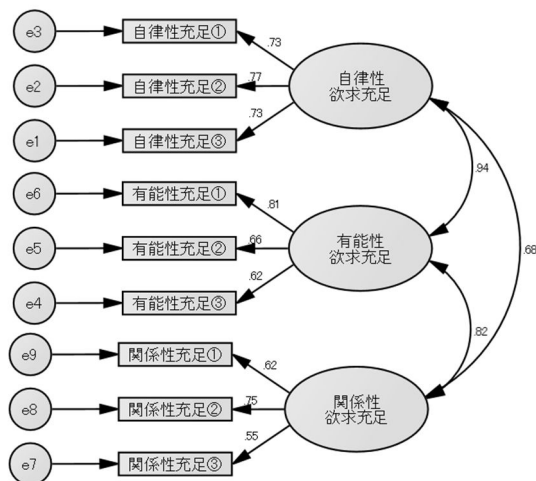 e3
自律性充足①
.73
e2
自律性充足②
.77
自律性
欲求充足
e1
自律性充足③
.73
.94
e6
有能性充足①
.81
e5
有能性充足②
.66
有能性
欲求充足
.68
e4
有能性充足③
.62
.82
e9
関係性充足①
.62
e8
関係性充足②
.75
関係性
欲求充足
e7
関係性充足③
.55